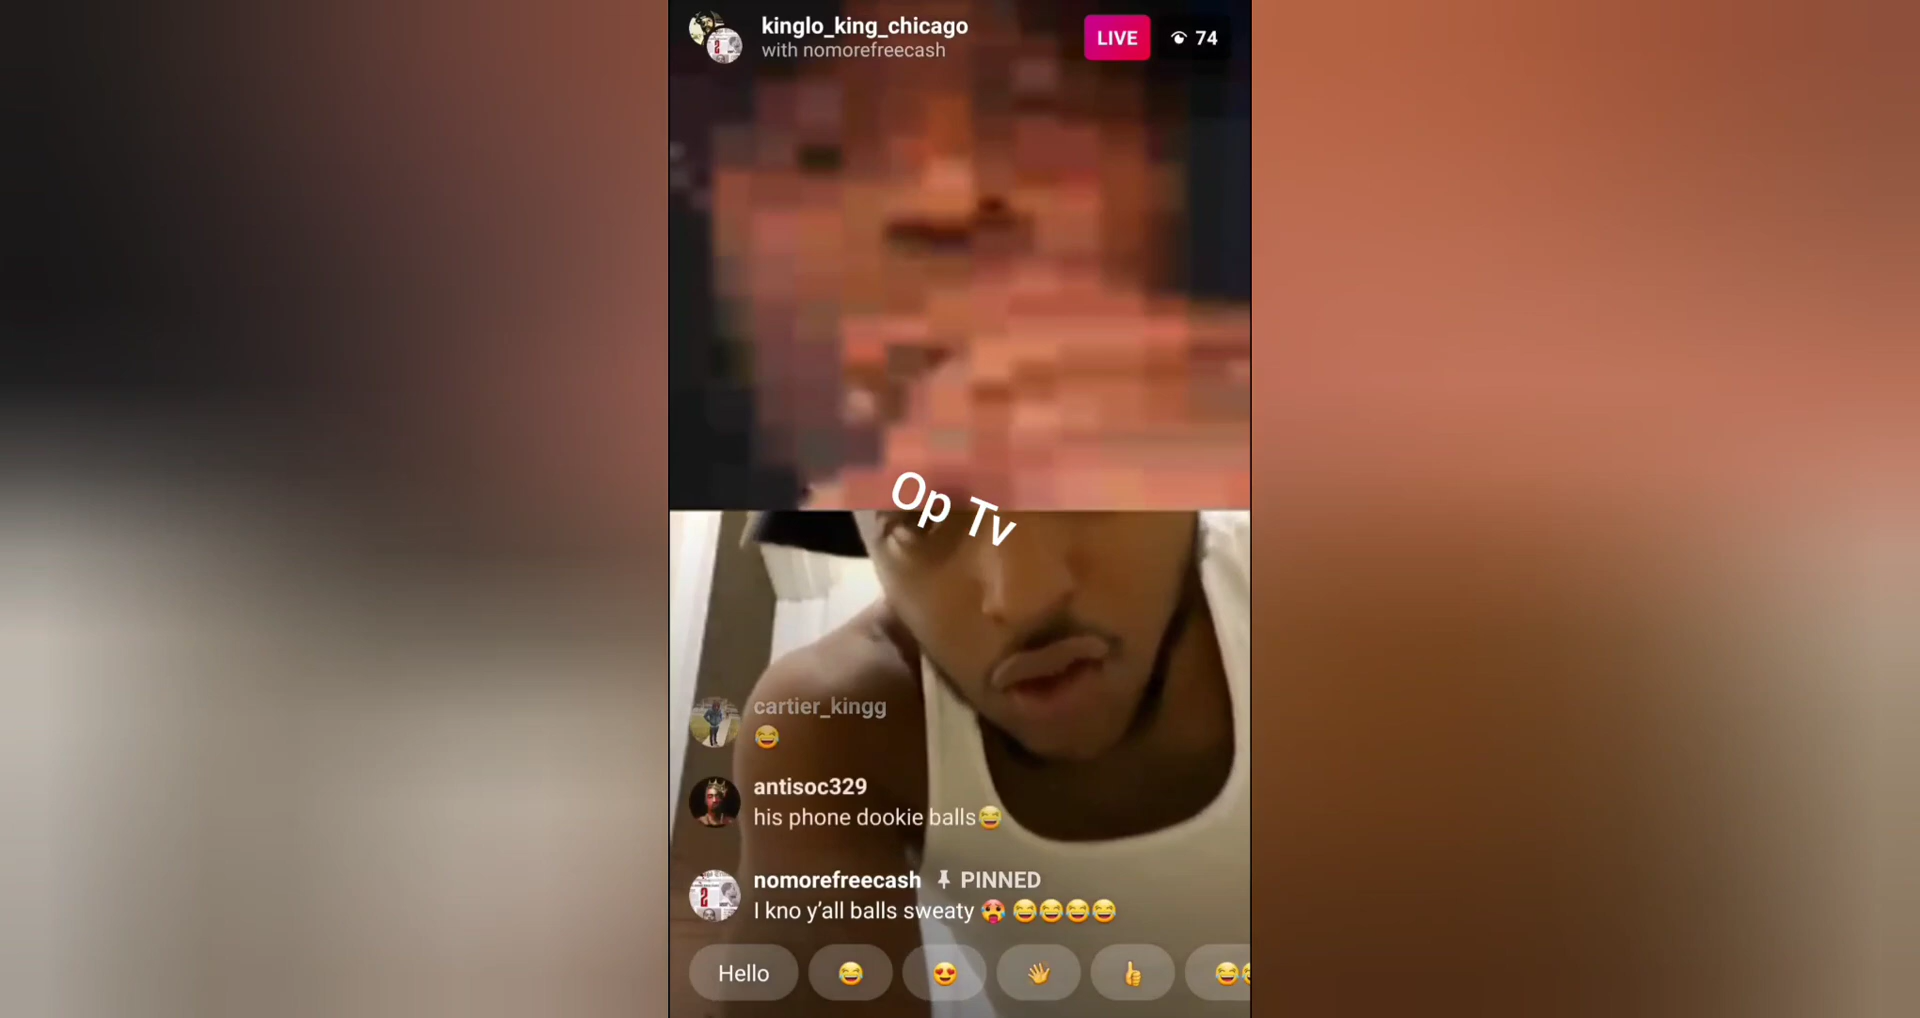 kinglo_king_chicago
with nomorefreecash
LIVE
74
Op Tv
cartier_kingg
😂
antisoc329
his phone dookie balls😂
nomorefreecash PINNED
I kno y'all balls sweaty 🥵 😂😂😂😂
Hello 😂 😍 👋 👍 😂